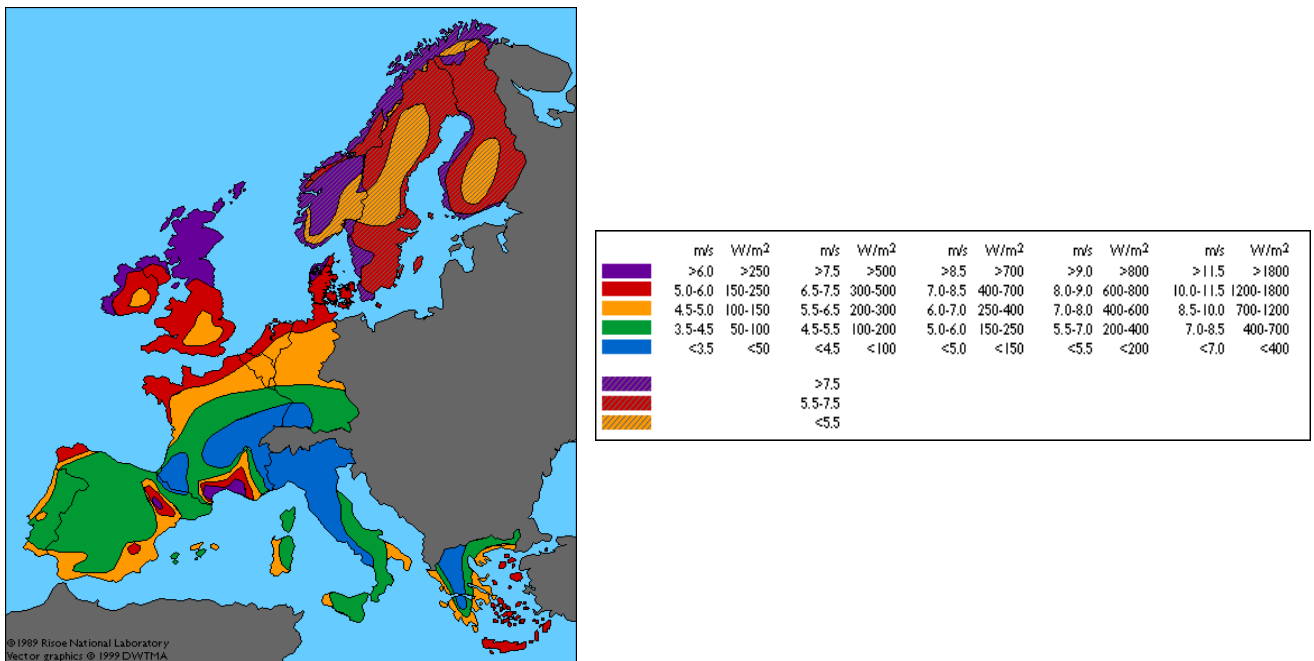 m/s W/m² m/s W/m² m/s W/m² m/s W/m² m/s W/m²
>6.0 >250 >7.5 >500 >8.5 >700 >9.0 >800 >11.5 >1800
5.0-6.0 150-250 6.5-7.5 300-500 7.0-8.5 400-700 8.0-9.0 600-800 10.0-11.5 1200-1800
4.5-5.0 100-150 5.5-6.5 200-300 6.0-7.0 250-400 7.0-8.0 400-600 8.5-10.0 700-1200
3.5-4.5 50-100 4.5-5.5 100-200 5.0-6.0 150-250 5.5-7.0 200-400 7.0-8.5 400-700
<3.5 <50 <4.5 <100 <5.0 <150 <5.5 <200 <7.0 <400
>7.5
5.5-7.5
<5.5
©1989 Risoe National Laboratory
Vector graphics © 1999 DWTMA